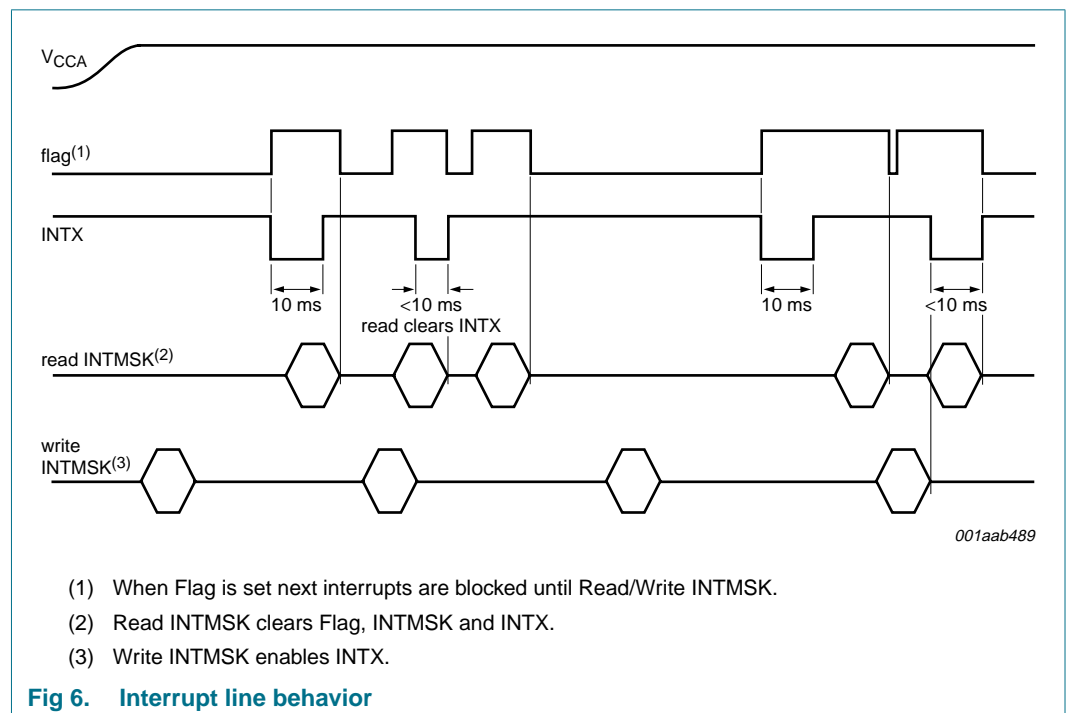 VCCA
flag(1)
INTX
10 ms
<10 ms
10 ms
<10 ms
read clears INTX
read INTMSK(2)
write
INTMSK(3)
001aab489
(1) When Flag is set next interrupts are blocked until Read/Write INTMSK.
(2) Read INTMSK clears Flag, INTMSK and INTX.
(3) Write INTMSK enables INTX.
Fig 6. Interrupt line behavior